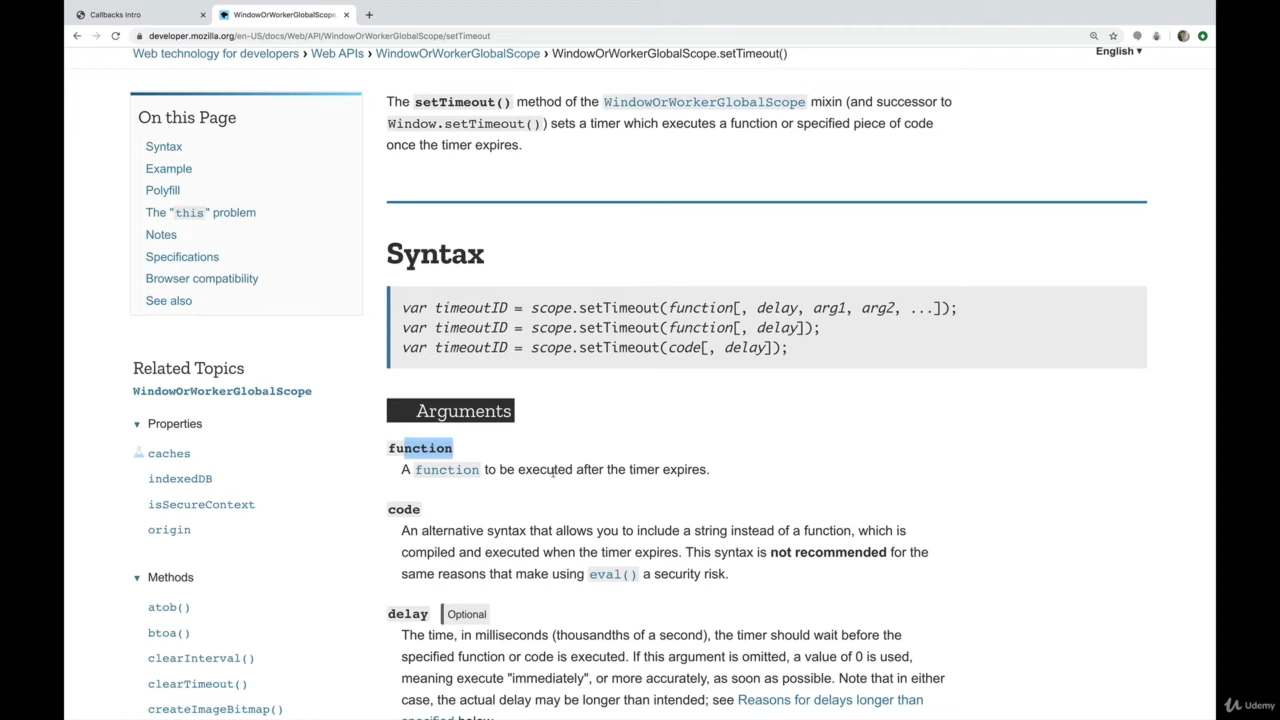 Callbacks intro
WindowOrWorkerGlobalScope.
developer.mozilla.org/en-US/docs/Web/API/WindowOrWorkerGlobalScope/setTimeout
Web technology for developers › Web APIs › WindowOrWorkerGlobalScope › WindowOrWorkerGlobalScope.setTimeout()
English ▼
On this Page
Syntax
Example
Polyfill
The "this" problem
Notes
Specifications
Browser compatibility
See also
Related Topics
WindowOrWorkerGlobalScope
▼ Properties
caches
indexedDB
isSecureContext
origin
▼ Methods
atob()
btoa()
clearInterval()
clearTimeout()
createImageBitmap()
The setTimeout() method of the WindowOrWorkerGlobalScope mixin (and successor to
Window.setTimeout()) sets a timer which executes a function or specified piece of code
once the timer expires.
Syntax
var timeoutID = scope.setTimeout(function[, delay, arg1, arg2, ...]);
var timeoutID = scope.setTimeout(function[, delay]);
var timeoutID = scope.setTimeout(code[, delay]);
Arguments
function
A function to be executed after the timer expires.
code
An alternative syntax that allows you to include a string instead of a function, which is
compiled and executed when the timer expires. This syntax is not recommended for the
same reasons that make using eval() a security risk.
delay Optional
The time, in milliseconds (thousandths of a second), the timer should wait before the
specified function or code is executed. If this argument is omitted, a value of 0 is used,
meaning execute "immediately", or more accurately, as soon as possible. Note that in either
case, the actual delay may be longer than intended; see Reasons for delays longer than
specified below.
Udemy